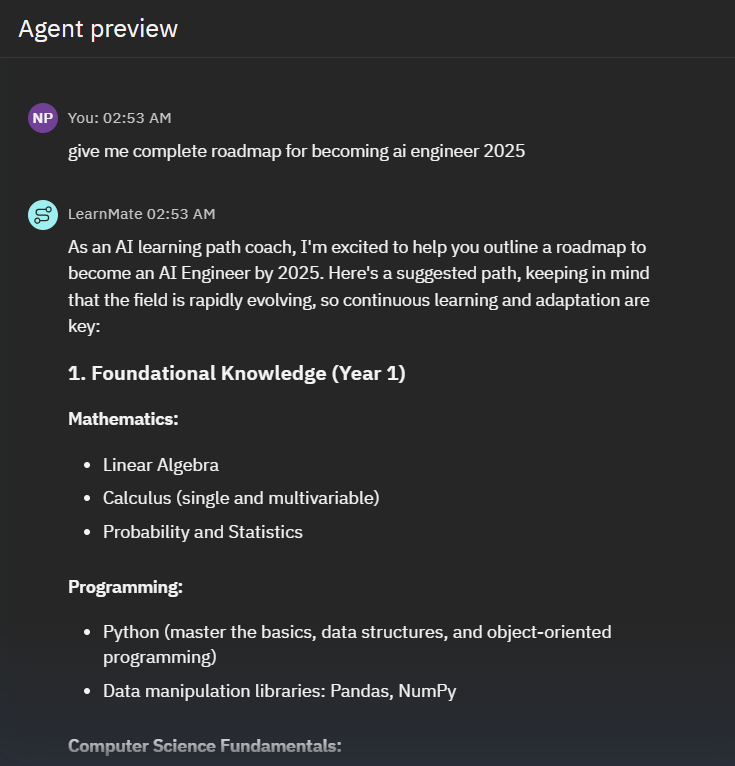 Agent preview
NP
You: 02:53 AM
give me complete roadmap for becoming ai engineer 2025
LearnMate 02:53 AM
As an AI learning path coach, I'm excited to help you outline a roadmap to
become an AI Engineer by 2025. Here's a suggested path, keeping in mind
that the field is rapidly evolving, so continuous learning and adaptation are
key:
1. Foundational Knowledge (Year 1)
Mathematics:
• Linear Algebra
• Calculus (single and multivariable)
• Probability and Statistics
Programming:
• Python (master the basics, data structures, and object-oriented
programming)
• Data manipulation libraries: Pandas, NumPy
Computer Science Fundamentals: